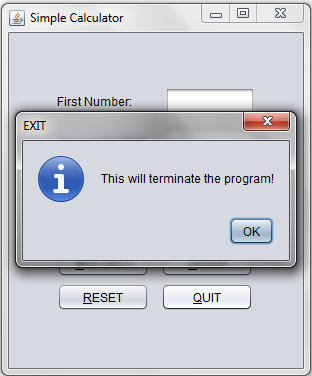 Simple Calculator
First Number:
EXIT
This will terminate the program!
OK
RESET
QUIT